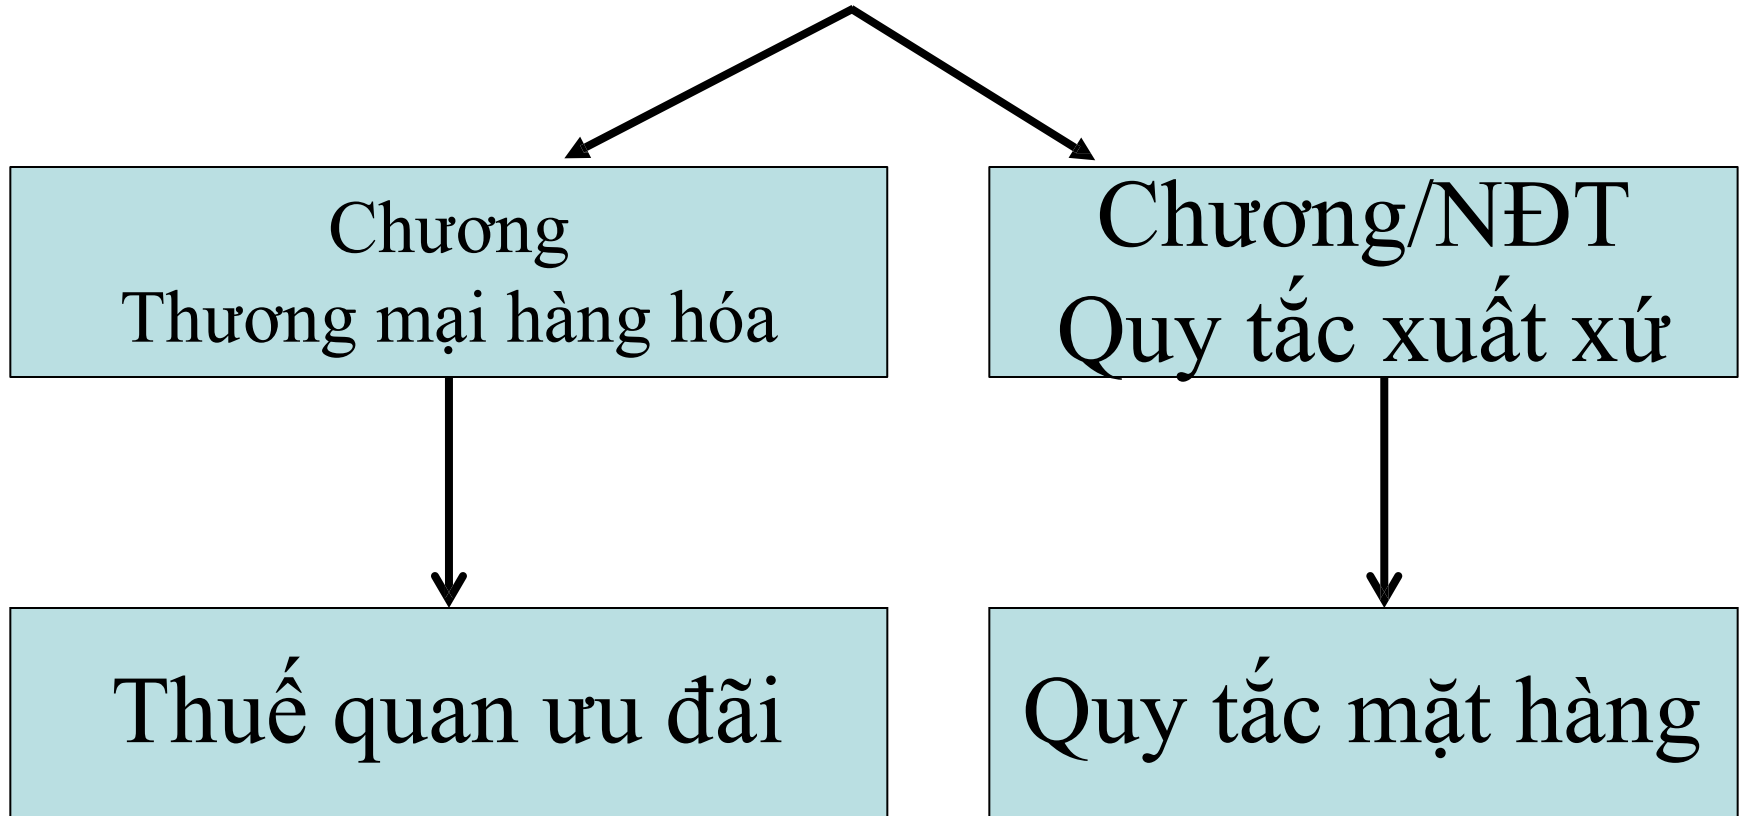 Chương
Thương mại hàng hóa
Chương/NĐT
Quy tắc xuất xứ
Thuế quan ưu đãi
Quy tắc mặt hàng